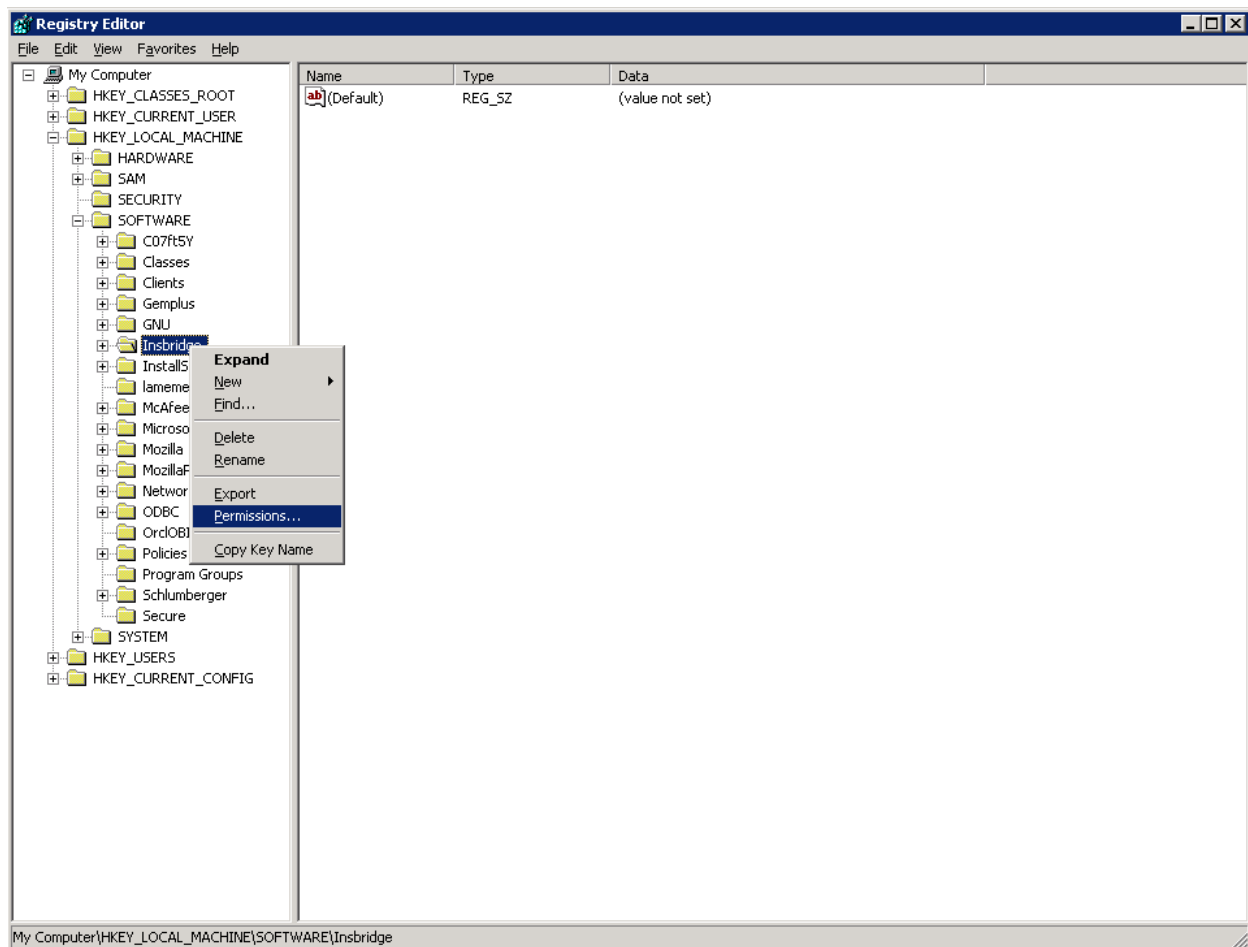 Registry Editor
File Edit View Favorites Help
My Computer
HKEY_CLASSES_ROOT
HKEY_CURRENT_USER
HKEY_LOCAL_MACHINE
HARDWARE
SAM
SECURITY
SOFTWARE
C07ft5Y
Classes
Clients
Gemplus
GNU
Insbridge
InstallS
lameme
McAfee
Microso
Mozilla
MozillaF
Networ
ODBC
OrclOBI
Policies
Program Groups
Schlumberger
Secure
SYSTEM
HKEY_USERS
HKEY_CURRENT_CONFIG
Expand
New
Find...
Delete
Rename
Export
Permissions...
Copy Key Name
Name Type Data
ab (Default) REG_SZ (value not set)
My Computer\HKEY_LOCAL_MACHINE\SOFTWARE\Insbridge